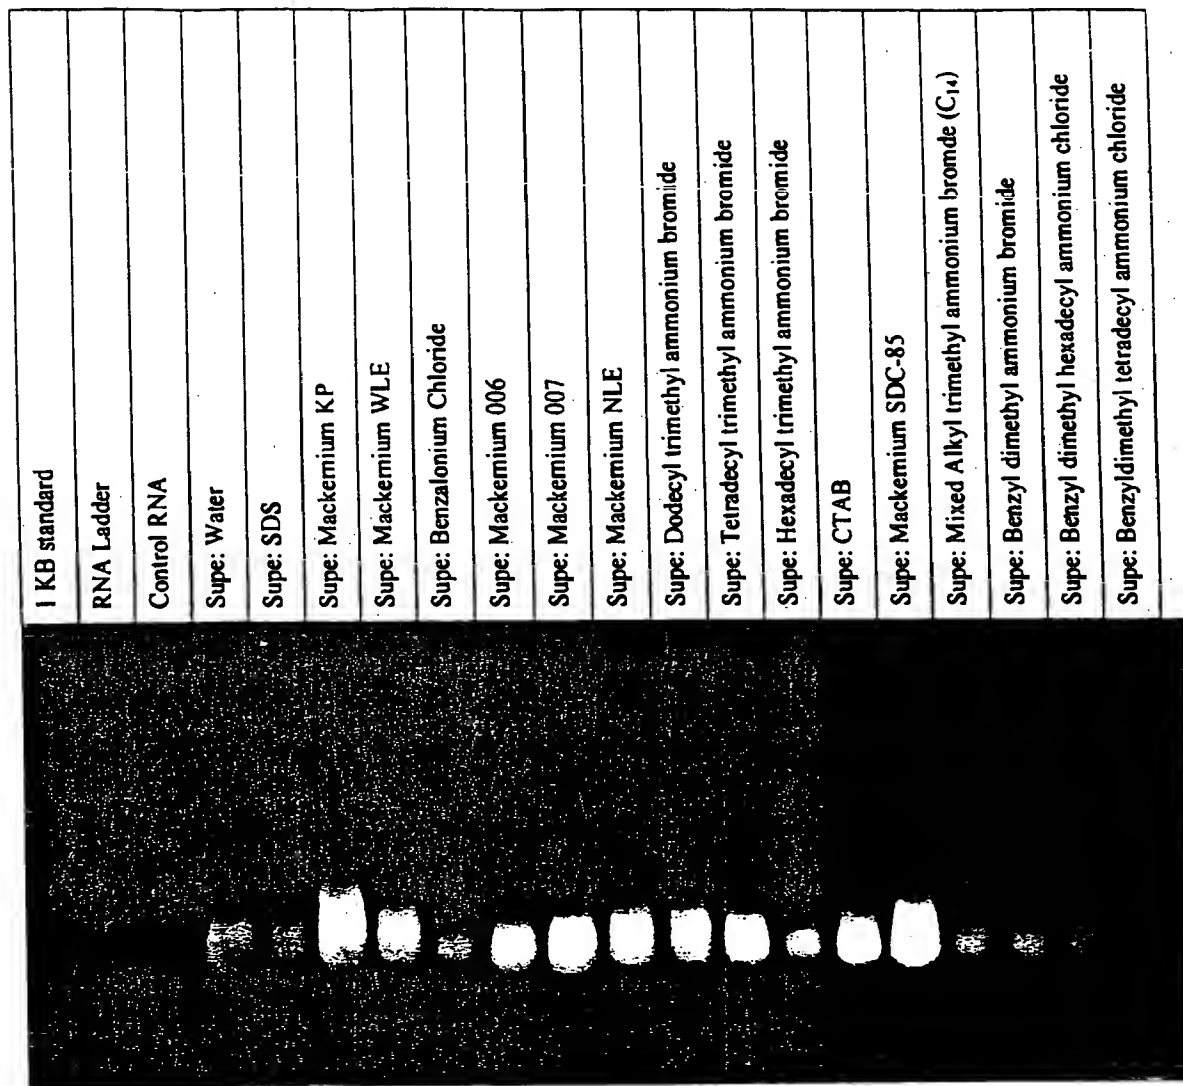 1 KB standard
RNA Ladder
Control RNA
Supe: Water
Supe: SDS
Supe: Mackernium KP
Supe: Mackernium WLE
Supe: Benzalonium Chloride
Supe: Mackernium 006
Supe: Mackernium 007
Supe: Mackernium NLE
Supe: Dodecyl trimethyl ammonium bromide
Supe: Tetradecyl trimethyl ammonium bromide
Supe: Hexadecyl trimethyl ammonium bromide
Supe: CTAB
Supe: Mackernium SDC-85
Supe: Mixed Alkyl trimethyl ammonium bromde (C₁₄)
Supe: Benzyl dimethyl ammonium bromide
Supe: Benzyl dimethyl hexadecyl ammonium chloride
Supe: Benzyldimethyl tetradecyl ammonium chloride